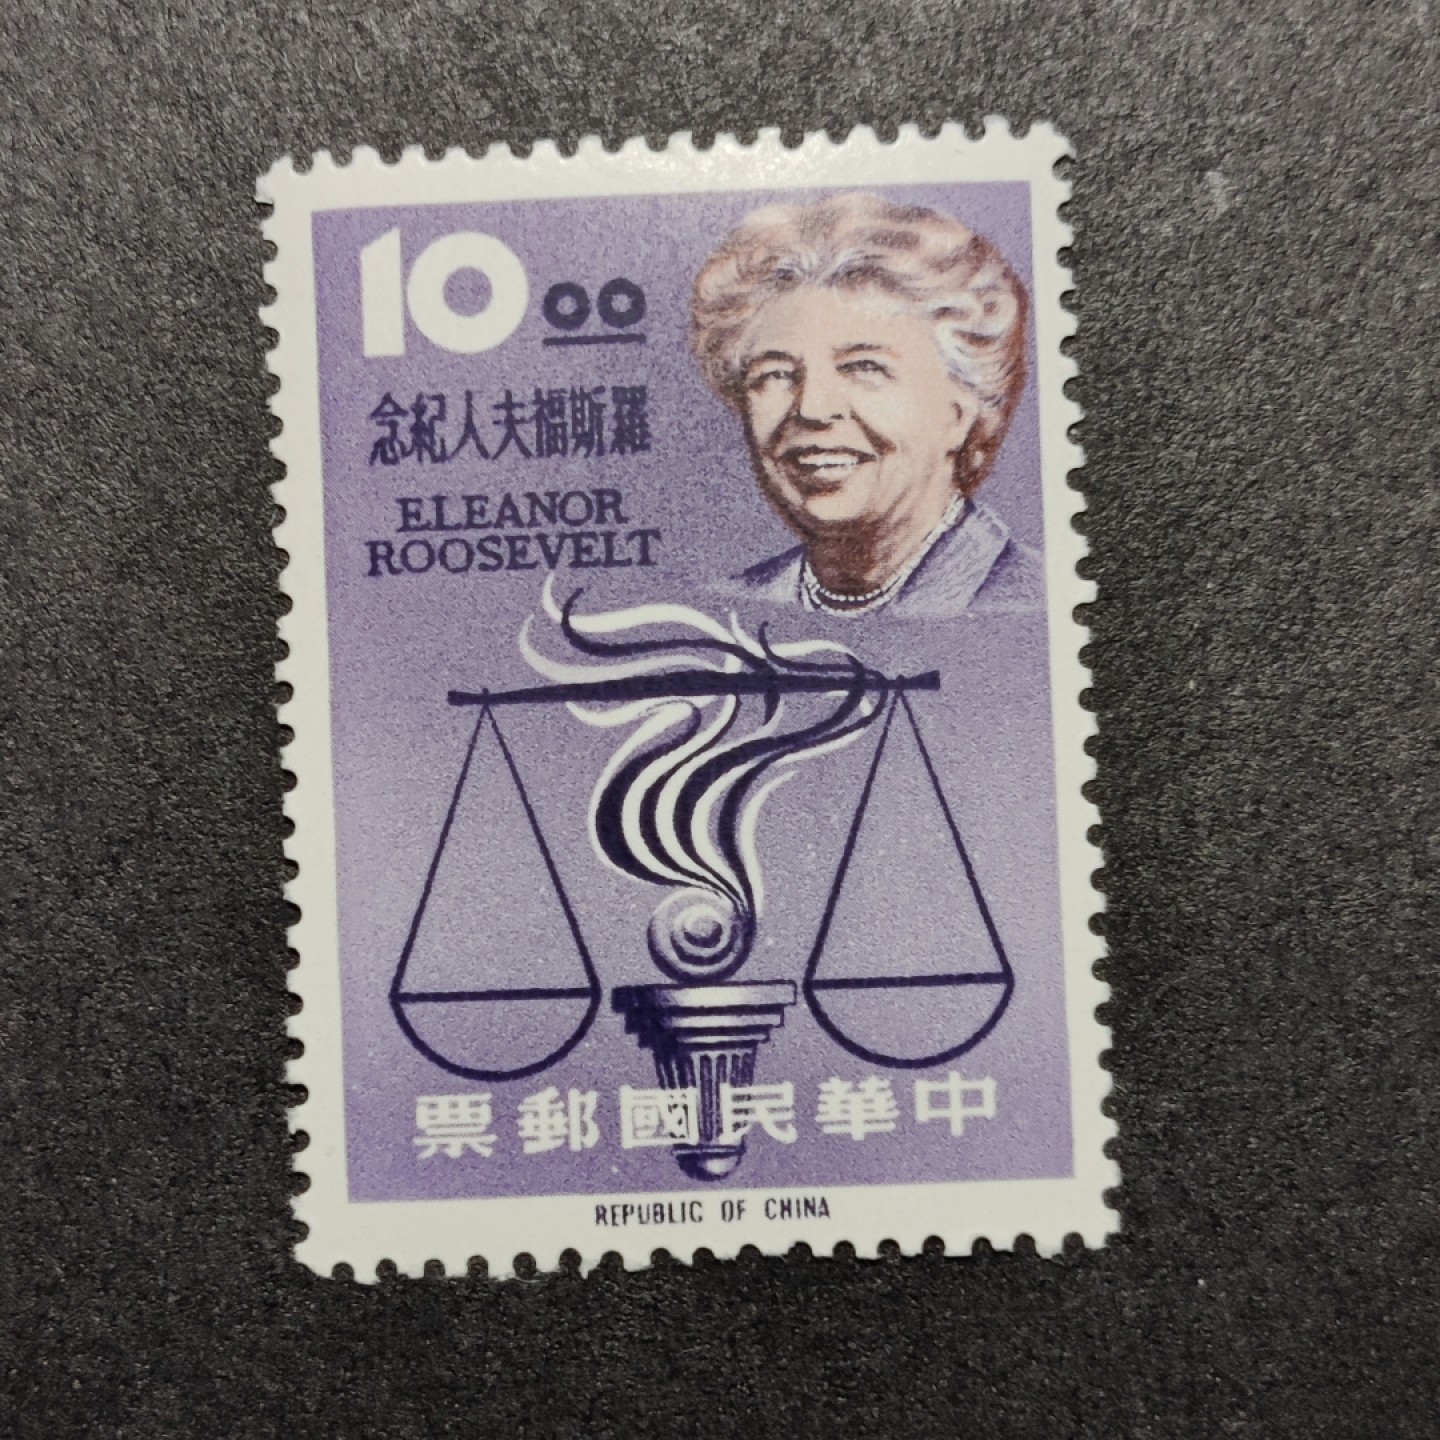 10.00
羅斯福夫人紀念
ELEANOR
ROOSEVELT
中華民國郵票
REPUBLIC OF CHINA